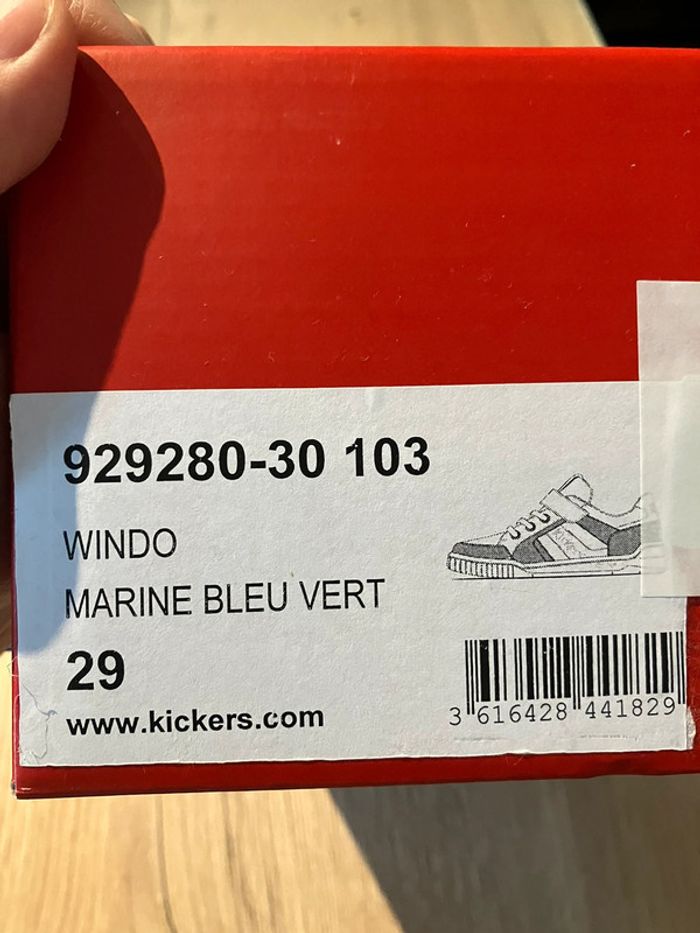 929280-30 103
WINDO
MARINE BLEU VERT
29
www.kickers.com
3 616428 441829